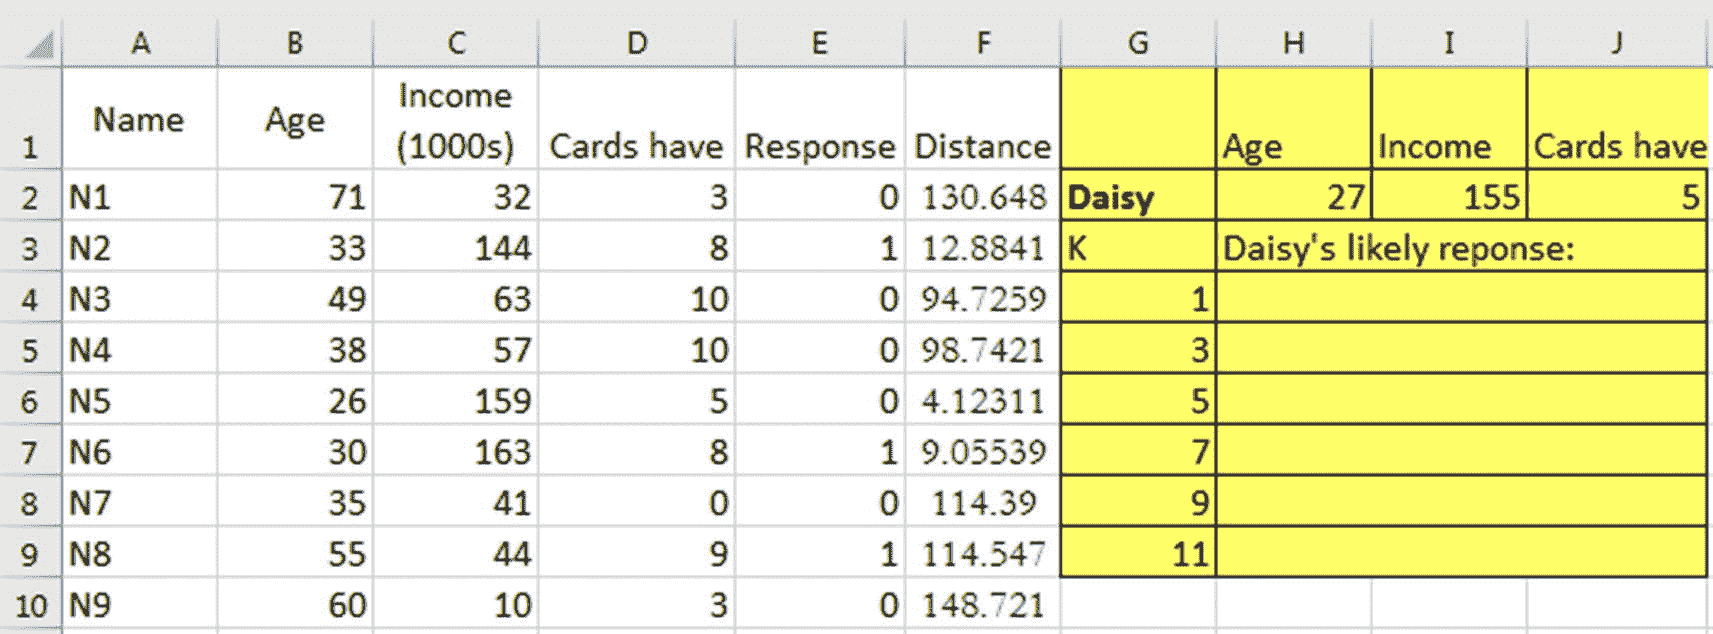 A B C D E F G H I J
1 Name Age Income (1000s) Cards have Response Distance Age Income Cards have
2 N1 71 32 3 0 130.648 Daisy 27 155 5
3 N2 33 144 8 1 12.8841 K Daisy's likely reponse:
4 N3 49 63 10 0 94.7259 1
5 N4 38 57 10 0 98.7421 3
6 N5 26 159 5 0 4.12311 5
7 N6 30 163 8 1 9.05539 7
8 N7 35 41 0 0 114.39 9
9 N8 55 44 9 1 114.547 11
10 N9 60 10 3 0 148.721